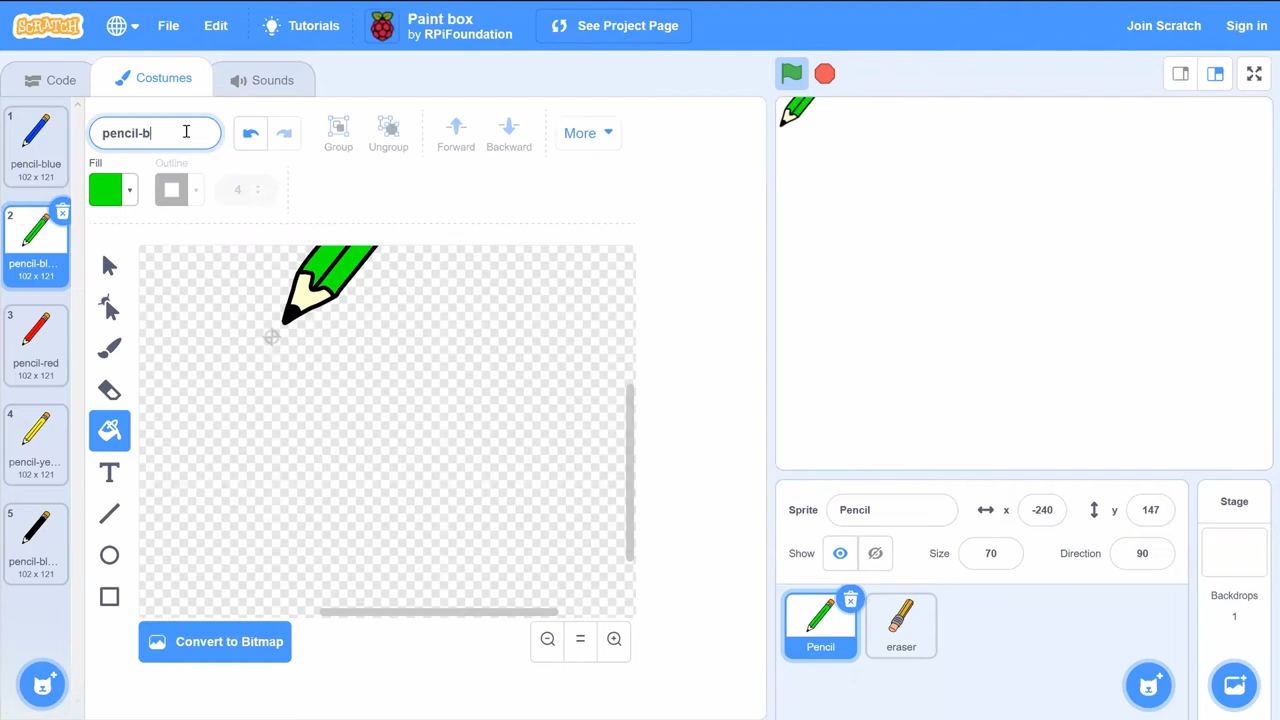 SCRATCH File Edit Tutorials Paint box by RPiFoundation See Project Page Join Scratch Sign in
Code Costumes Sounds
1
pencil-blue
102 x 121
2
pencil-bl...
102 x 121
3
pencil-red
102 x 121
4
pencil-ye...
102 x 121
5
pencil-bl...
102 x 121
pencil-b
Group Ungroup Forward Backward More
Fill Outline
4
T
Convert to Bitmap
Sprite Pencil x -240 y 147
Show Size 70 Direction 90
Pencil eraser
Stage
Backdrops
1